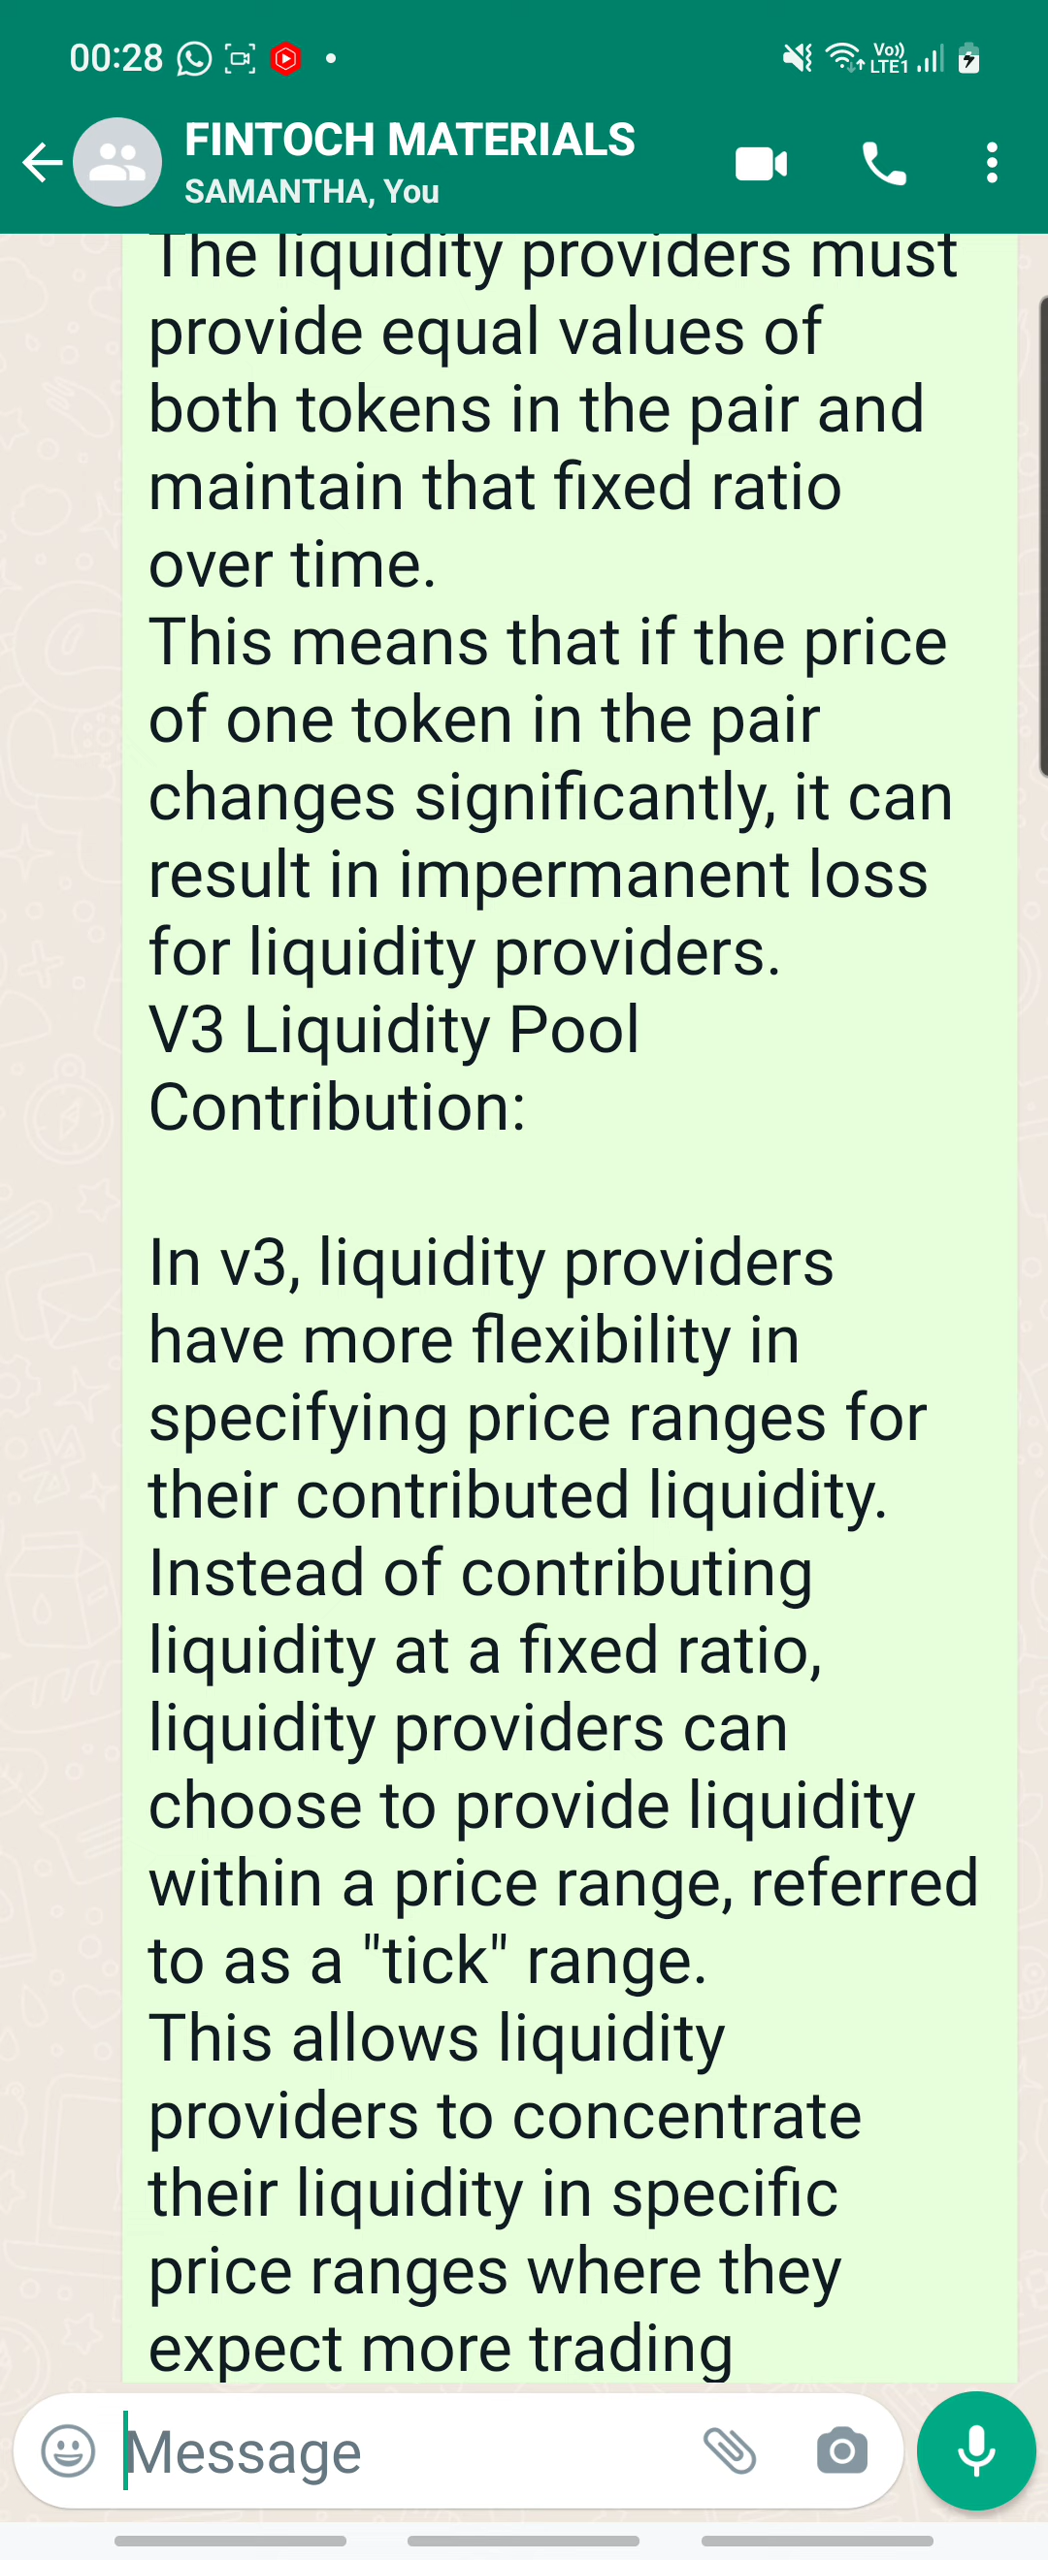 00:28
Vo))
LTE1
FINTOCH MATERIALS
SAMANTHA, You
The liquidity providers must
provide equal values of
both tokens in the pair and
maintain that fixed ratio
over time.
This means that if the price
of one token in the pair
changes significantly, it can
result in impermanent loss
for liquidity providers.
V3 Liquidity Pool
Contribution:
In v3, liquidity providers
have more flexibility in
specifying price ranges for
their contributed liquidity.
Instead of contributing
liquidity at a fixed ratio,
liquidity providers can
choose to provide liquidity
within a price range, referred
to as a "tick" range.
This allows liquidity
providers to concentrate
their liquidity in specific
price ranges where they
expect more trading
Message